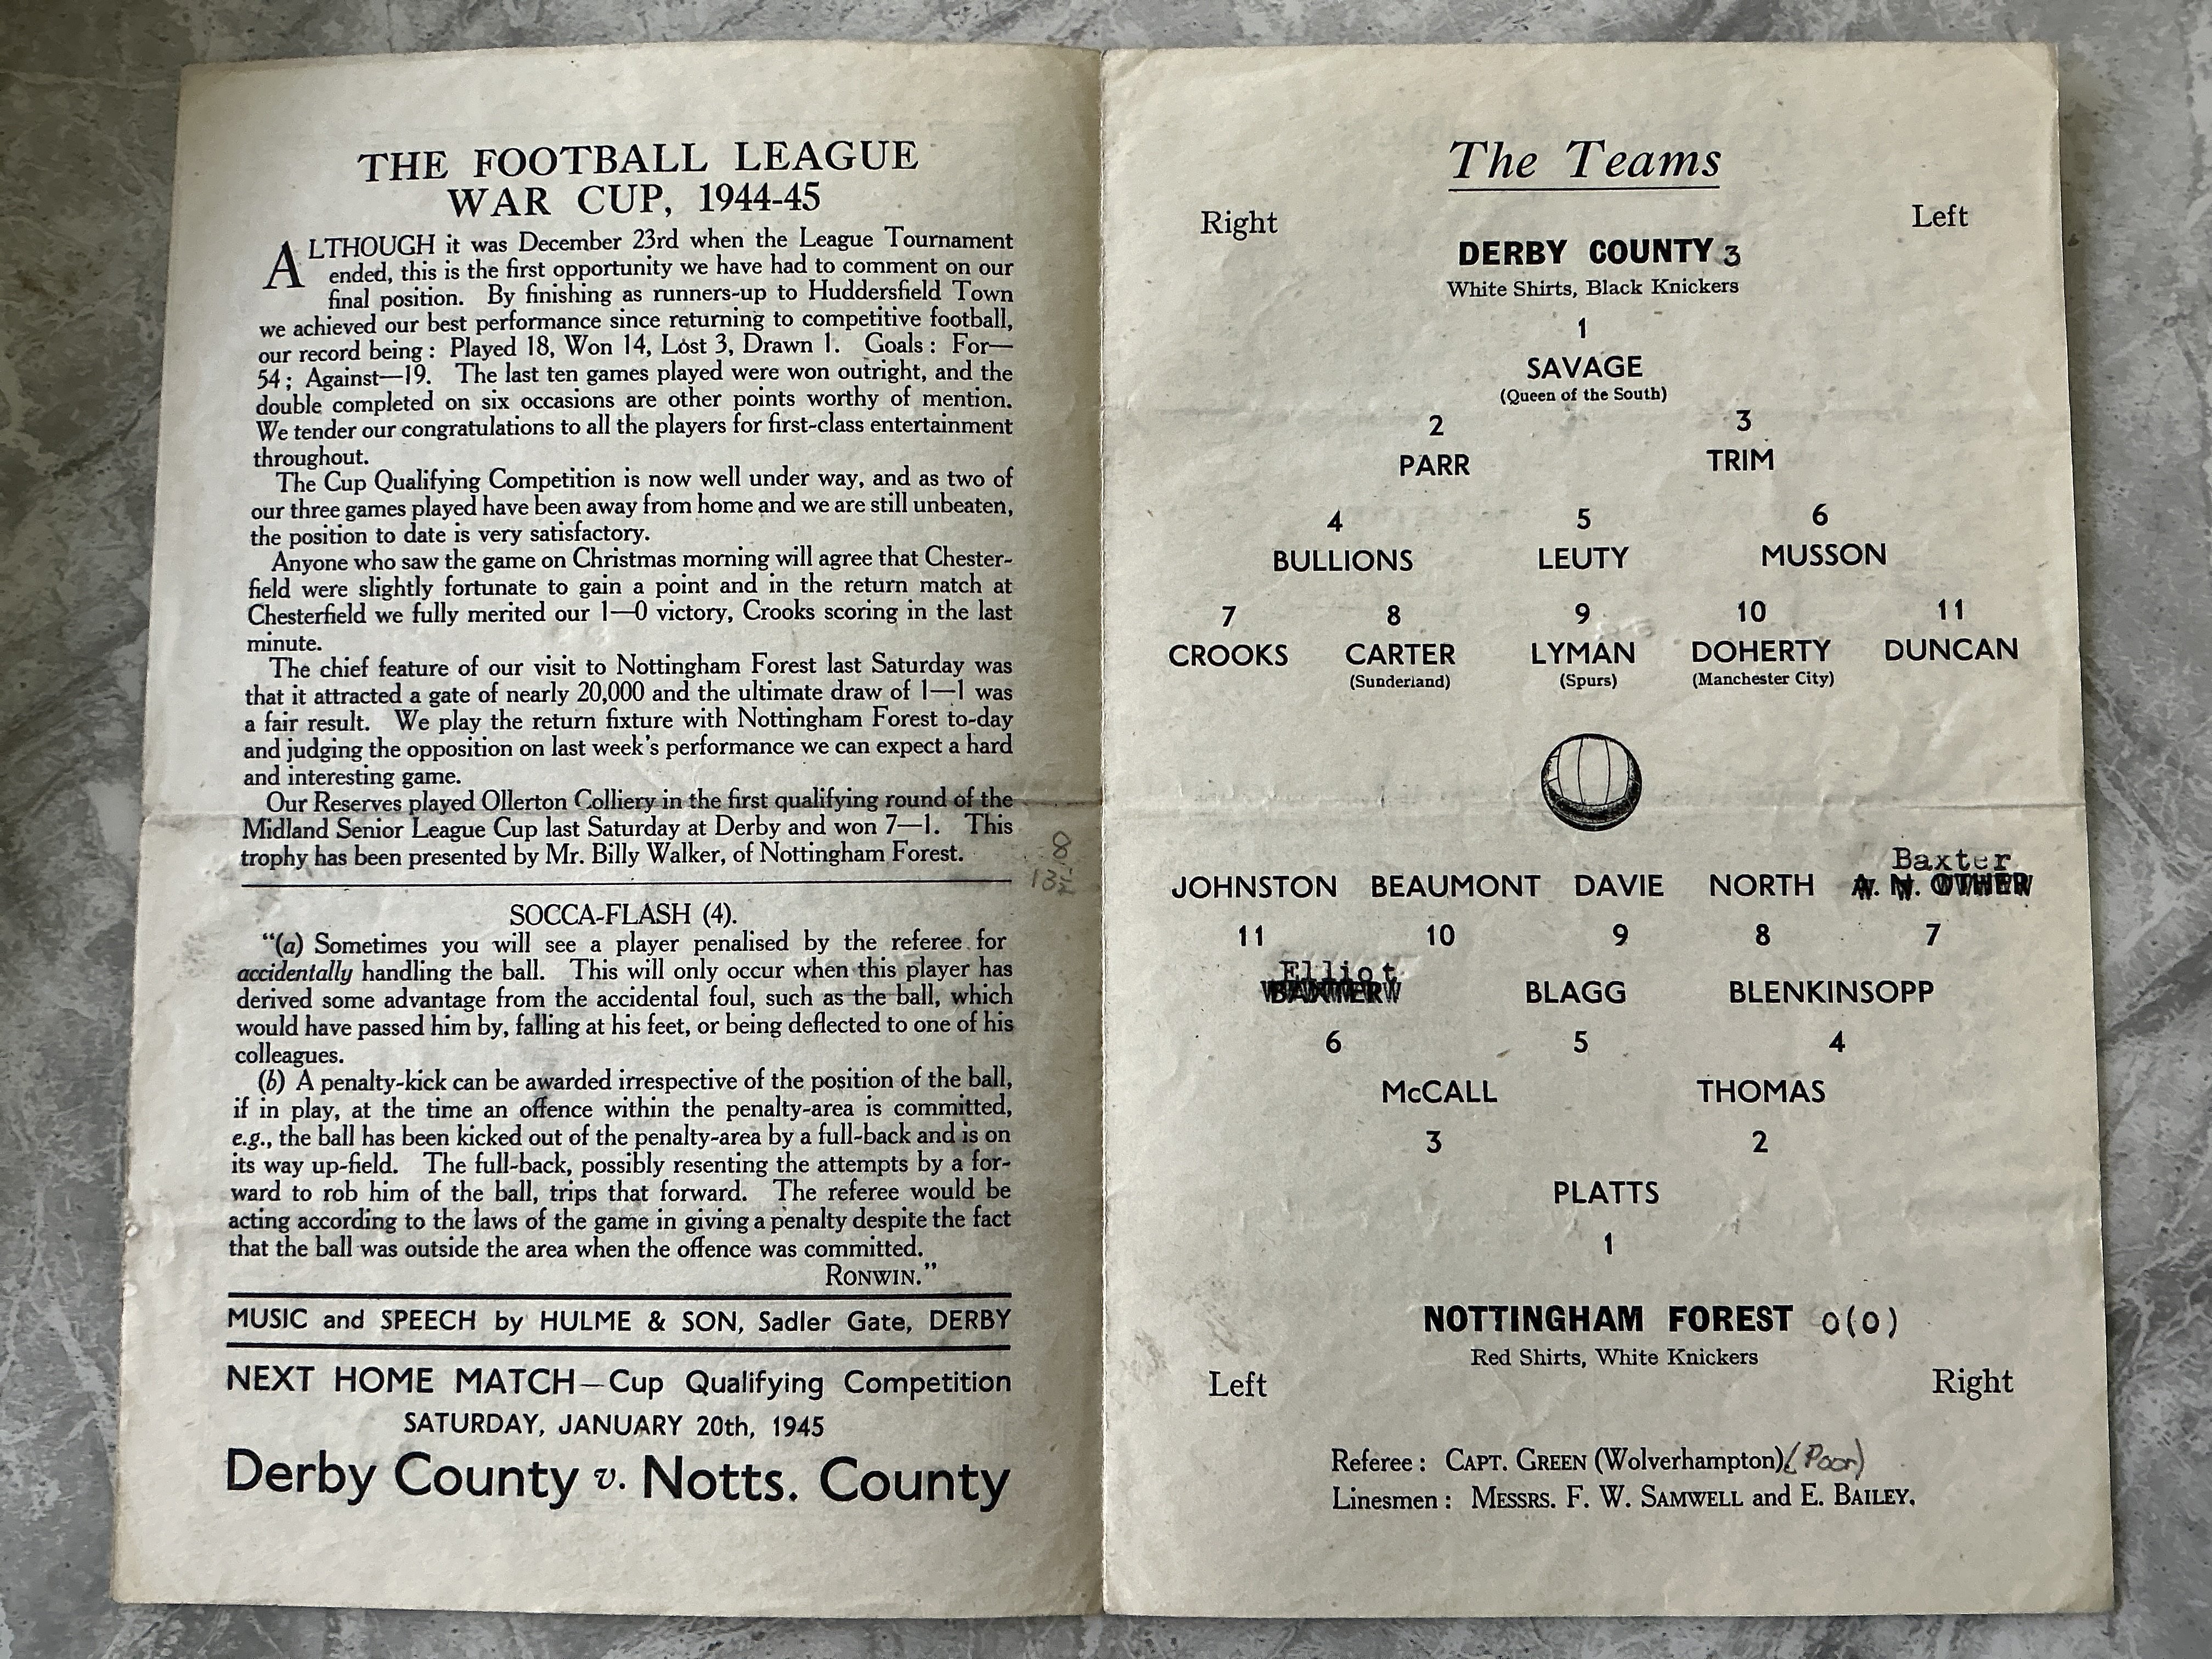 THE FOOTBALL LEAGUE
WAR CUP, 1944-45
ALTHOUGH it was December 23rd when the League Tournament
ended, this is the first opportunity we have had to comment on our
final position. By finishing as runners-up to Huddersfield Town
we achieved our best performance since returning to competitive football,
our record being: Played 18, Won 14, Lost 3, Drawn 1. Goals: For—
54; Against—19. The last ten games played were won outright, and the
double completed on six occasions are other points worthy of mention.
We tender our congratulations to all the players for first-class entertainment
throughout.
The Cup Qualifying Competition is now well under way, and as two of
our three games played have been away from home and we are still unbeaten,
the position to date is very satisfactory.
Anyone who saw the game on Christmas morning will agree that Chester-
field were slightly fortunate to gain a point and in the return match at
Chesterfield we fully merited our 1—0 victory, Crooks scoring in the last
minute.
The chief feature of our visit to Nottingham Forest last Saturday was
that it attracted a gate of nearly 20,000 and the ultimate draw of 1—1 was
a fair result. We play the return fixture with Nottingham Forest to-day
and judging the opposition on last week's performance we can expect a hard
and interesting game.
Our Reserves played Ollerton Colliery in the first qualifying round of the
Midland Senior League Cup last Saturday at Derby and won 7—1. This
trophy has been presented by Mr. Billy Walker, of Nottingham Forest.
SOCCA-FLASH (4).
"(a) Sometimes you will see a player penalised by the referee for
accidentally handling the ball. This will only occur when this player has
derived some advantage from the accidental foul, such as the ball, which
would have passed him by, falling at his feet, or being deflected to one of his
colleagues.
(b) A penalty-kick can be awarded irrespective of the position of the ball,
if in play, at the time an offence within the penalty-area is committed,
e.g., the ball has been kicked out of the penalty-area by a full-back and is on
its way up-field. The full-back, possibly resenting the attempts by a for-
ward to rob him of the ball, trips that forward. The referee would be
acting according to the laws of the game in giving a penalty despite the fact
that the ball was outside the area when the offence was committed.
RONWIN."
MUSIC and SPEECH by HULME & SON, Sadler Gate, DERBY
NEXT HOME MATCH—Cup Qualifying Competition
SATURDAY, JANUARY 20th, 1945
Derby County v. Notts. County
8
The Teams
Right Left
DERBY COUNTY 3
White Shirts, Black Knickers
1
SAVAGE
(Queen of the South)
2 3
PARR TRIM
4 5 6
BULLIONS LEUTY MUSSON
7 8 9 10 11
CROOKS CARTER LYMAN DOHERTY DUNCAN
(Sunderland) (Spurs) (Manchester City)
Baxter
JOHNSTON BEAUMONT DAVIE NORTH A. N. OTHER
11 10 9 8 7
Elliot
BAXTER BLAGG BLENKINSOPP
6 5 4
McCALL THOMAS
3 2
PLATTS
1
NOTTINGHAM FOREST 0(0)
Red Shirts, White Knickers
Left Right
Referee: CAPT. GREEN (Wolverhampton). (Poor)
Linesmen: MESSRS. F. W. SAMWELL and E. BAILEY.